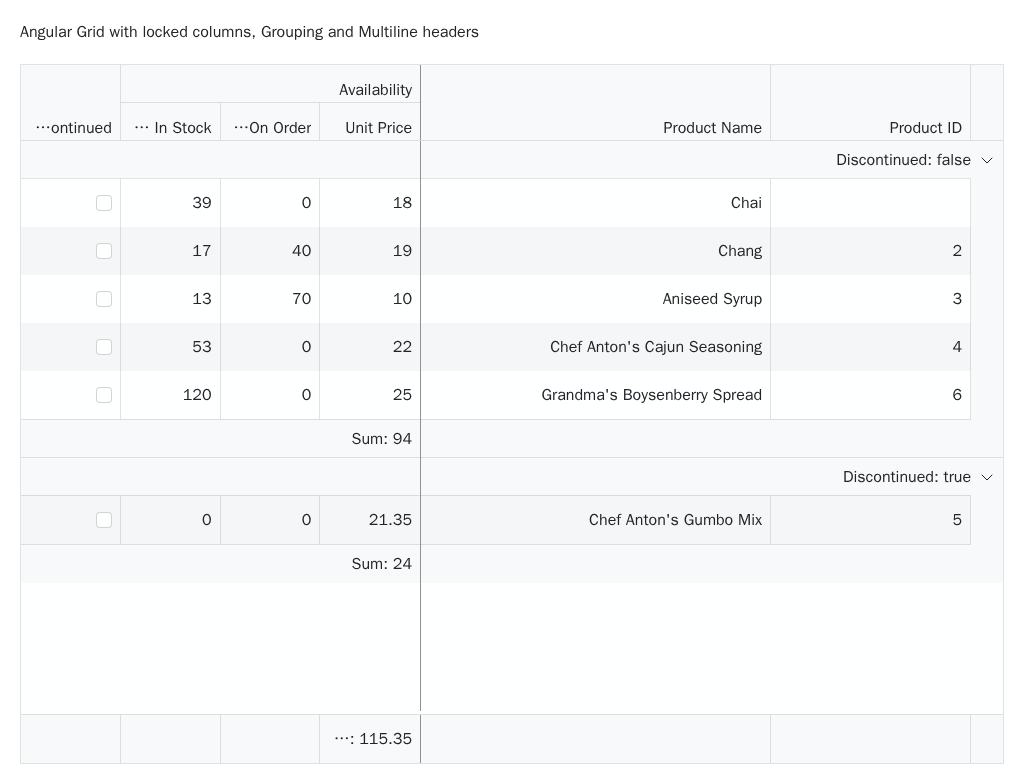 Angular Grid with locked columns, Grouping and Multiline headers
Availability
…ontinued … In Stock …On Order Unit Price Product Name Product ID
Discontinued: false
39 0 18 Chai
17 40 19 Chang 2
13 70 10 Aniseed Syrup 3
53 0 22 Chef Anton's Cajun Seasoning 4
120 0 25 Grandma's Boysenberry Spread 6
Sum: 94
Discontinued: true
0 0 21.35 Chef Anton's Gumbo Mix 5
Sum: 24
…: 115.35